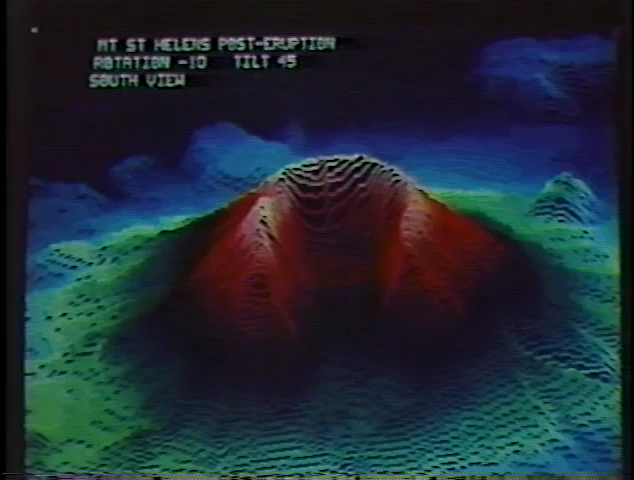 MT ST HELENS POST-ERUPTION
ROTATION -10 TILT 45
SOUTH VIEW